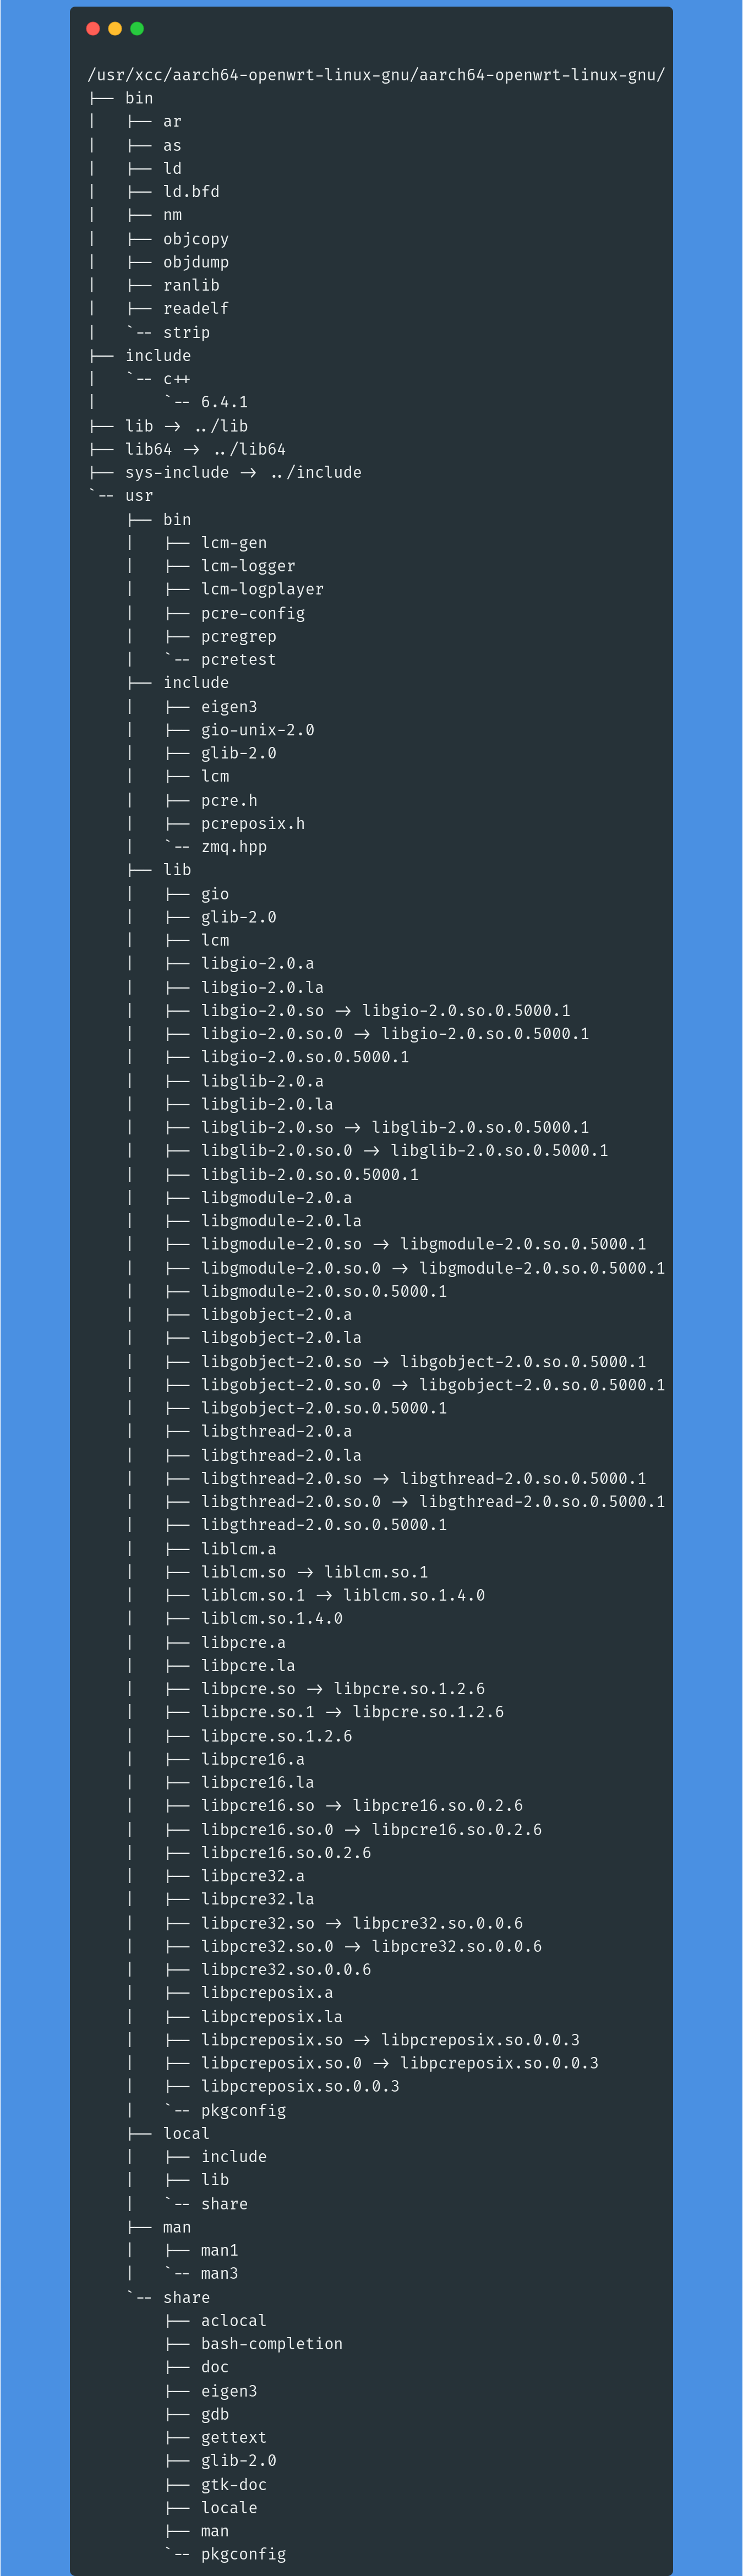 /usr/xcc/aarch64-openwrt-linux-gnu/aarch64-openwrt-linux-gnu/
├── bin
│   ├── ar
│   ├── as
│   ├── ld
│   ├── ld.bfd
│   ├── nm
│   ├── objcopy
│   ├── objdump
│   ├── ranlib
│   ├── readelf
│   `-- strip
├── include
│   `-- c++
│       `-- 6.4.1
├── lib -> ../lib
├── lib64 -> ../lib64
├── sys-include -> ../include
`-- usr
    ├── bin
    │   ├── lcm-gen
    │   ├── lcm-logger
    │   ├── lcm-logplayer
    │   ├── pcre-config
    │   ├── pcregrep
    │   `-- pcretest
    ├── include
    │   ├── eigen3
    │   ├── gio-unix-2.0
    │   ├── glib-2.0
    │   ├── lcm
    │   ├── pcre.h
    │   ├── pcreposix.h
    │   `-- zmq.hpp
    ├── lib
    │   ├── gio
    │   ├── glib-2.0
    │   ├── lcm
    │   ├── libgio-2.0.a
    │   ├── libgio-2.0.la
    │   ├── libgio-2.0.so -> libgio-2.0.so.0.5000.1
    │   ├── libgio-2.0.so.0 -> libgio-2.0.so.0.5000.1
    │   ├── libgio-2.0.so.0.5000.1
    │   ├── libglib-2.0.a
    │   ├── libglib-2.0.la
    │   ├── libglib-2.0.so -> libglib-2.0.so.0.5000.1
    │   ├── libglib-2.0.so.0 -> libglib-2.0.so.0.5000.1
    │   ├── libglib-2.0.so.0.5000.1
    │   ├── libgmodule-2.0.a
    │   ├── libgmodule-2.0.la
    │   ├── libgmodule-2.0.so -> libgmodule-2.0.so.0.5000.1
    │   ├── libgmodule-2.0.so.0 -> libgmodule-2.0.so.0.5000.1
    │   ├── libgmodule-2.0.so.0.5000.1
    │   ├── libgobject-2.0.a
    │   ├── libgobject-2.0.la
    │   ├── libgobject-2.0.so -> libgobject-2.0.so.0.5000.1
    │   ├── libgobject-2.0.so.0 -> libgobject-2.0.so.0.5000.1
    │   ├── libgobject-2.0.so.0.5000.1
    │   ├── libgthread-2.0.a
    │   ├── libgthread-2.0.la
    │   ├── libgthread-2.0.so -> libgthread-2.0.so.0.5000.1
    │   ├── libgthread-2.0.so.0 -> libgthread-2.0.so.0.5000.1
    │   ├── libgthread-2.0.so.0.5000.1
    │   ├── liblcm.a
    │   ├── liblcm.so -> liblcm.so.1
    │   ├── liblcm.so.1 -> liblcm.so.1.4.0
    │   ├── liblcm.so.1.4.0
    │   ├── libpcre.a
    │   ├── libpcre.la
    │   ├── libpcre.so -> libpcre.so.1.2.6
    │   ├── libpcre.so.1 -> libpcre.so.1.2.6
    │   ├── libpcre.so.1.2.6
    │   ├── libpcre16.a
    │   ├── libpcre16.la
    │   ├── libpcre16.so -> libpcre16.so.0.2.6
    │   ├── libpcre16.so.0 -> libpcre16.so.0.2.6
    │   ├── libpcre16.so.0.2.6
    │   ├── libpcre32.a
    │   ├── libpcre32.la
    │   ├── libpcre32.so -> libpcre32.so.0.0.6
    │   ├── libpcre32.so.0 -> libpcre32.so.0.0.6
    │   ├── libpcre32.so.0.0.6
    │   ├── libpcreposix.a
    │   ├── libpcreposix.la
    │   ├── libpcreposix.so -> libpcreposix.so.0.0.3
    │   ├── libpcreposix.so.0 -> libpcreposix.so.0.0.3
    │   ├── libpcreposix.so.0.0.3
    │   `-- pkgconfig
    ├── local
    │   ├── include
    │   ├── lib
    │   `-- share
    ├── man
    │   ├── man1
    │   `-- man3
    `-- share
        ├── aclocal
        ├── bash-completion
        ├── doc
        ├── eigen3
        ├── gdb
        ├── gettext
        ├── glib-2.0
        ├── gtk-doc
        ├── locale
        ├── man
        `-- pkgconfig